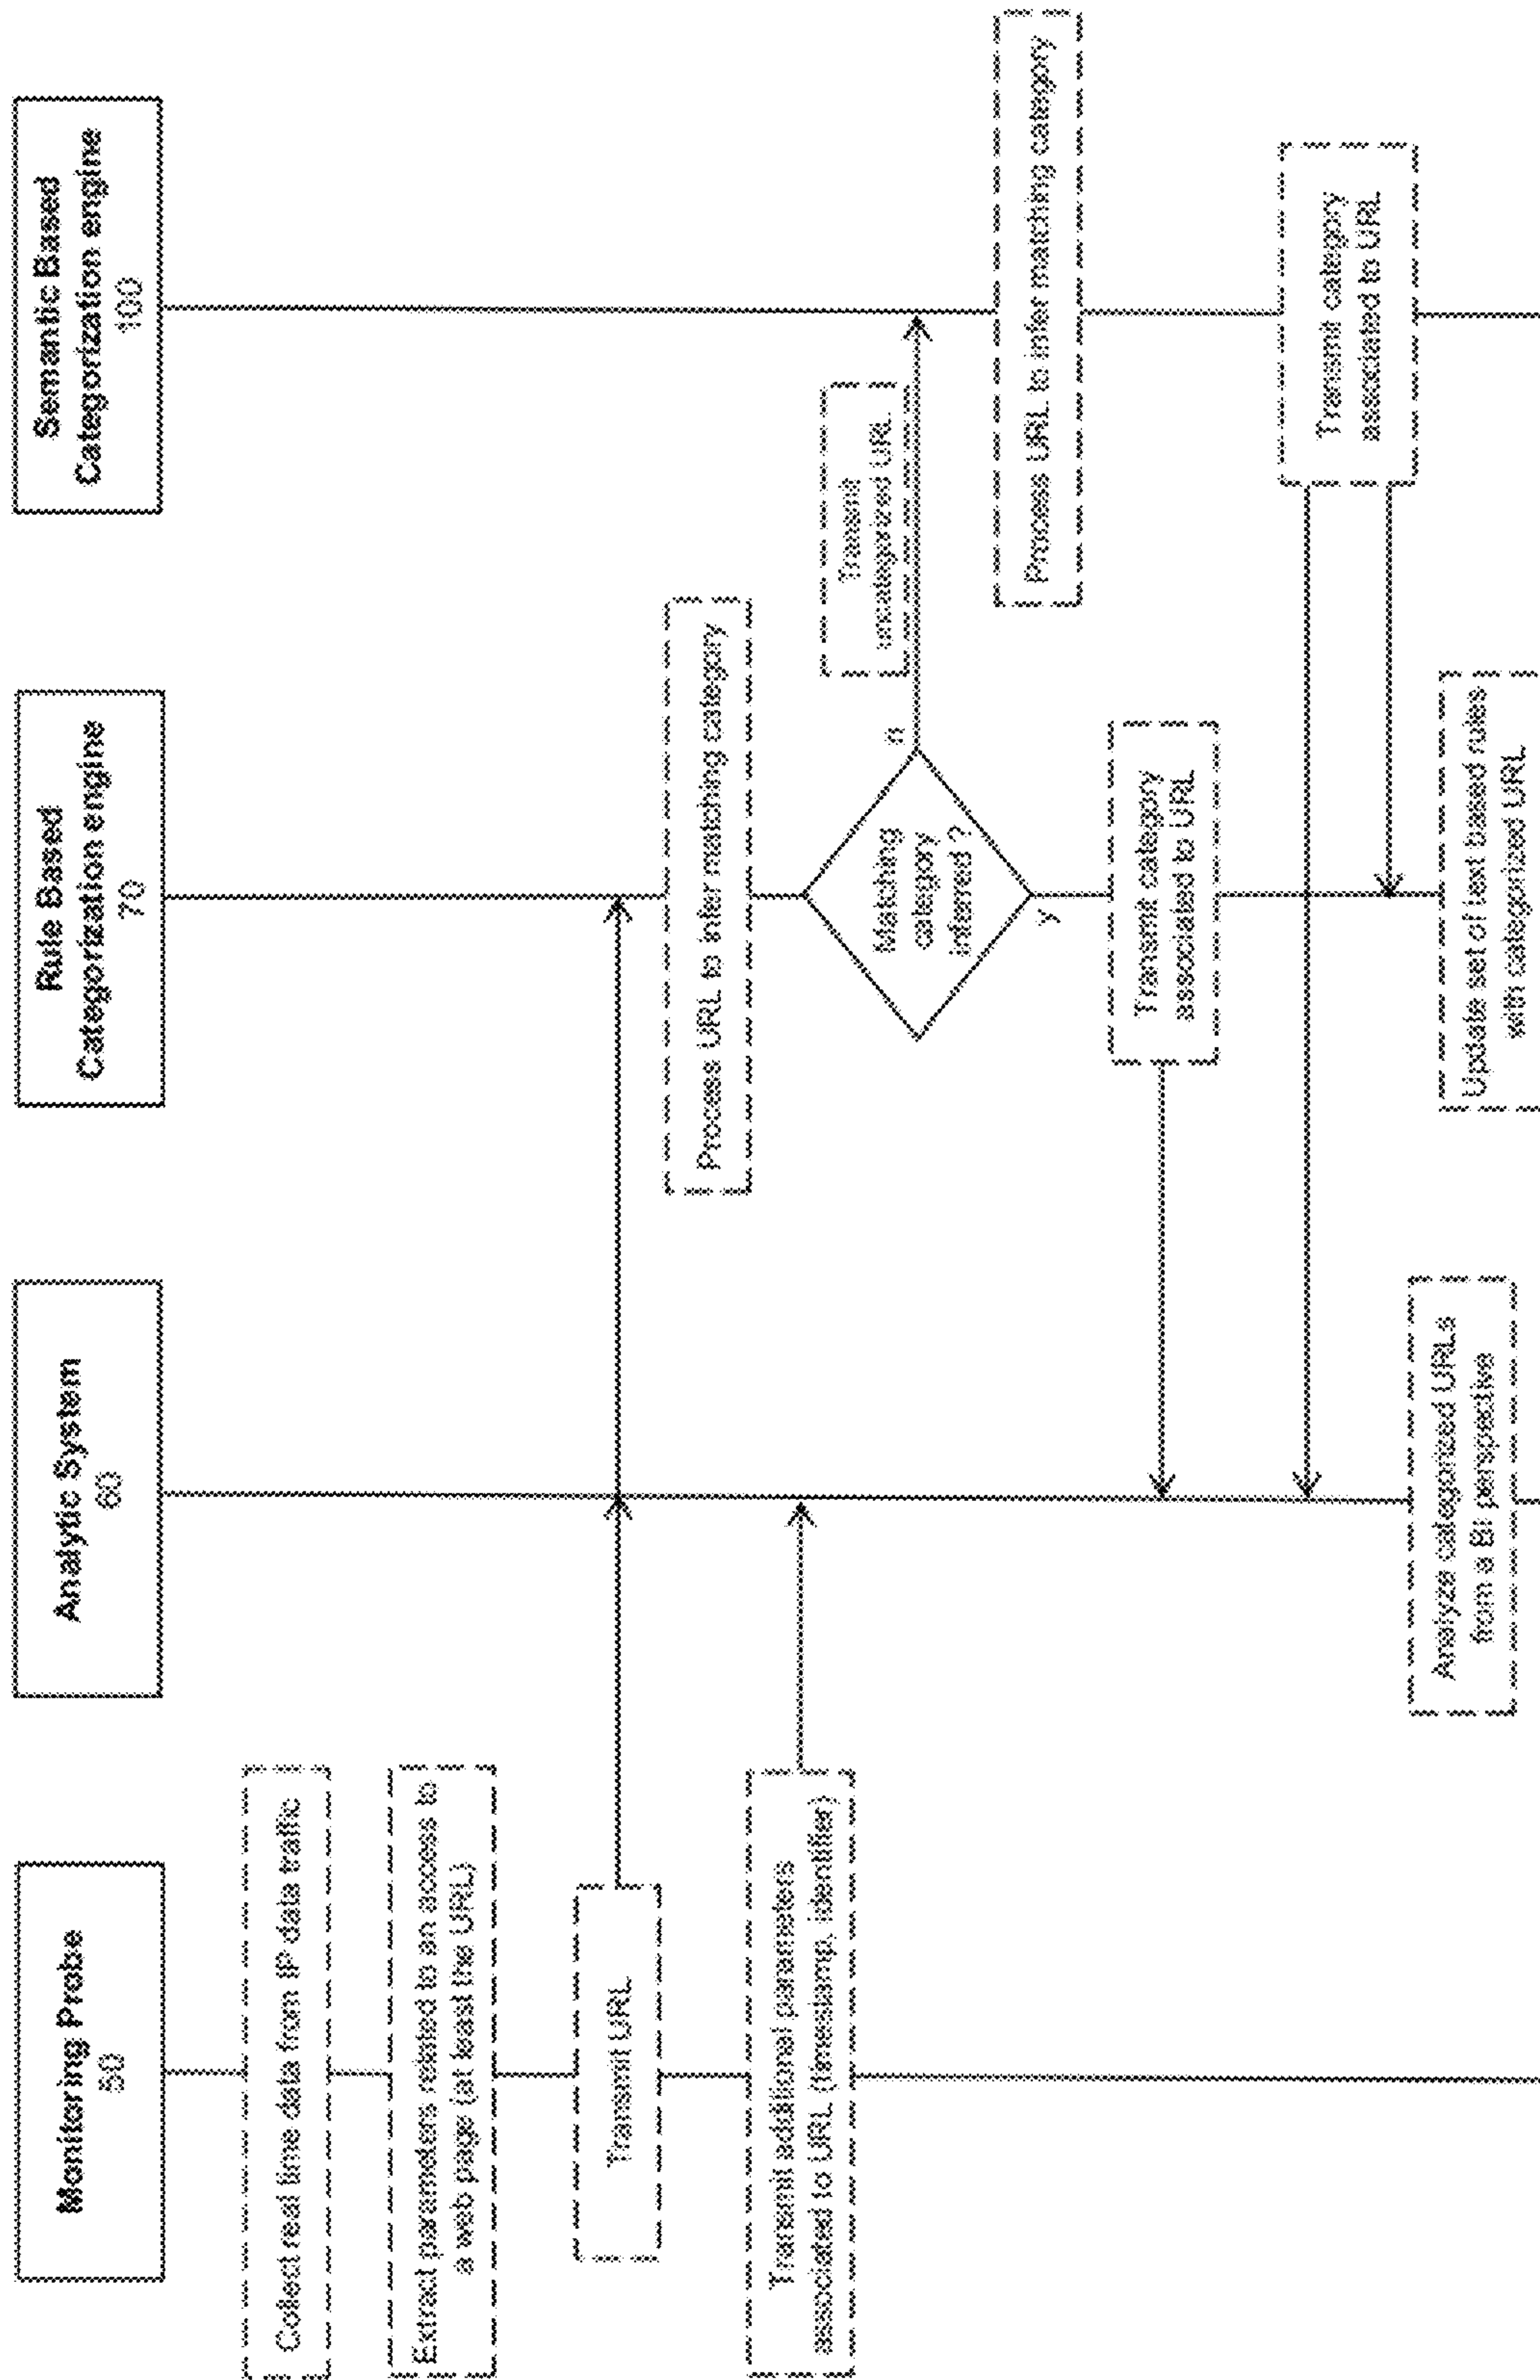 Monitoring Probe
50
Collect real time data from IP data traffic
Extract parameters related to an access to
a web page (at least the URL)
Transmit URL
Transmit additional parameters
associated to URL (timestamp, identifier)
Analytic System
60
Analyze categorized URLs
from a BI perspective
Rule Based
Categorization engine
70
Process URL to infer matching category
Matching
category
inferred ?
n
y
Transmit category
associated to URL
Update set of text based rules
with categorized URL
Semantic Based
Categorization engine
100
Transmit
uncategorized URL
Process URL to infer matching category
Transmit category
associated to URL